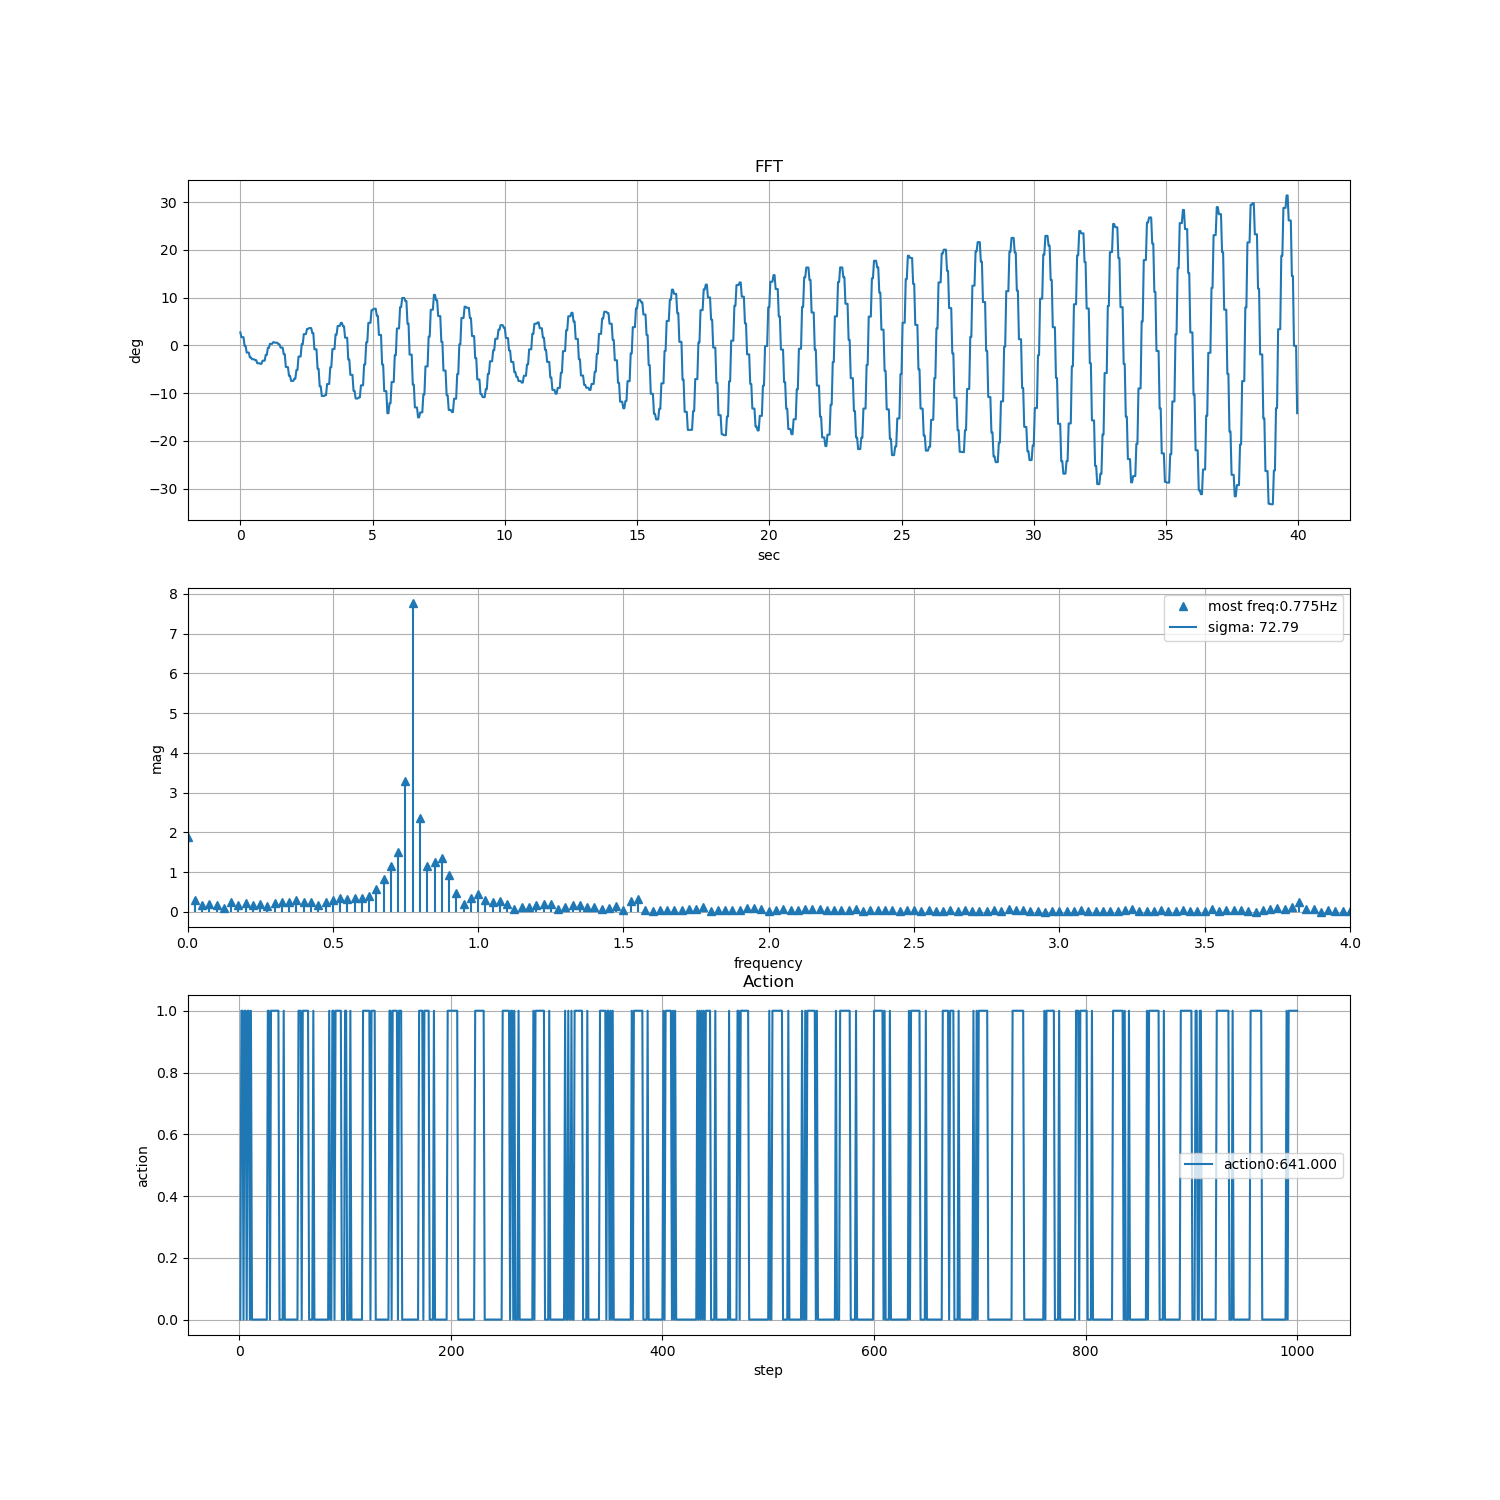 FFT
30
20
10
0
−10
−20
−30
deg
0 5 10 15 20 25 30 35 40
sec
8
7
6
5
4
3
2
1
0
mag
most freq:0.775Hz
sigma: 72.79
0.0 0.5 1.0 1.5 2.0 2.5 3.0 3.5 4.0
frequency
Action
1.0
0.8
0.6
0.4
0.2
0.0
action
action0:641.000
0 200 400 600 800 1000
step